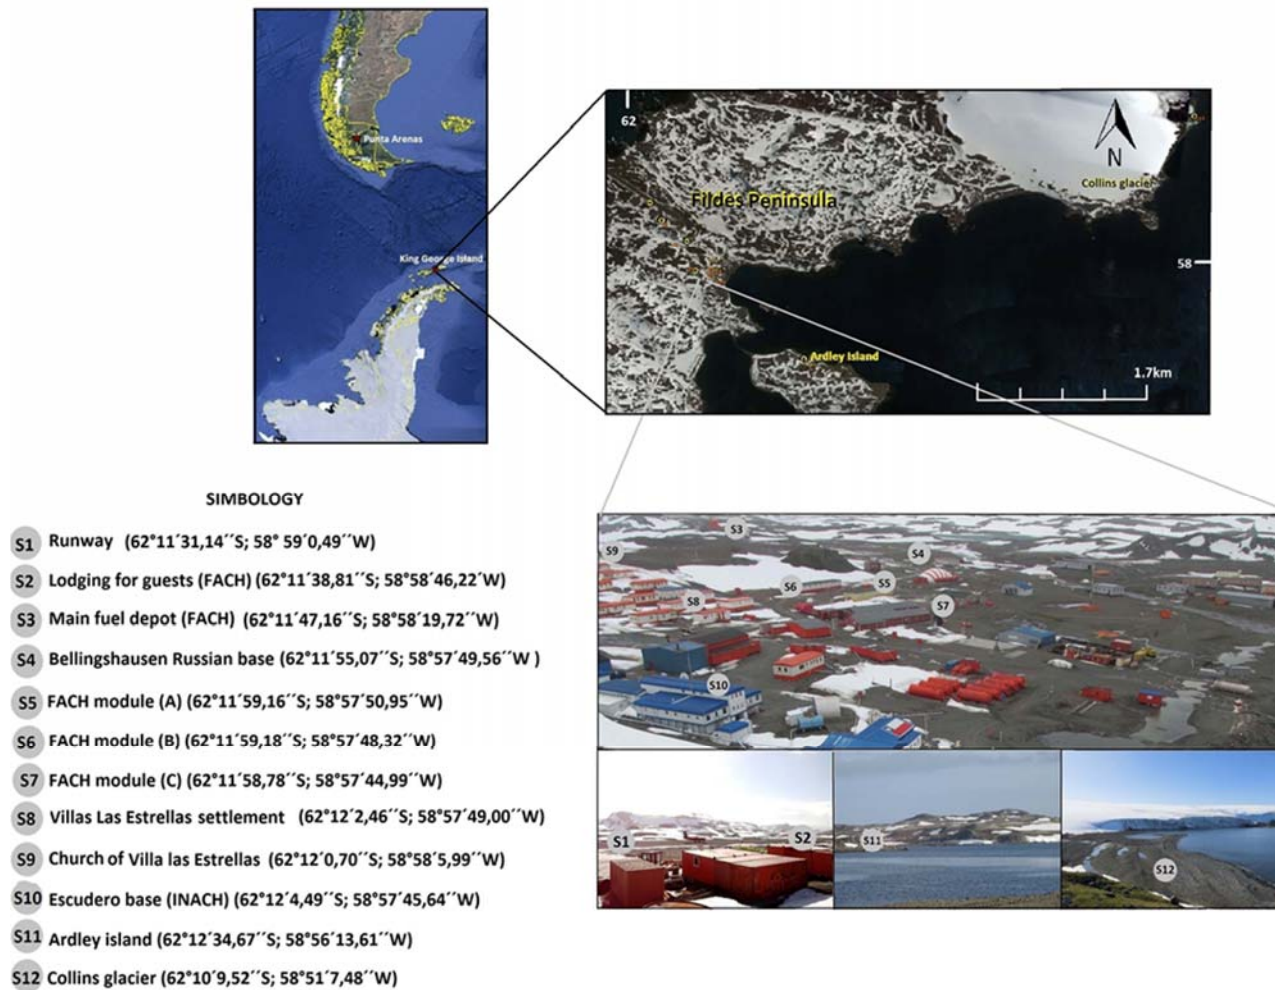 Punta Arenas
King George Island
62
N
Collins glacier
Fildes Peninsula
58
Ardley Island
1.7km
SIMBOLOGY
S1 Runway (62°11´31,14´´S; 58° 59´0,49´´W)
S2 Lodging for guests (FACH) (62°11´38,81´´S; 58°58´46,22´W)
S3 Main fuel depot (FACH) (62°11´47,16´´S; 58°58´19,72´´W)
S4 Bellingshausen Russian base (62°11´55,07´´S; 58°57´49,56´´W )
S5 FACH module (A) (62°11´59,16´´S; 58°57´50,95´´W)
S6 FACH module (B) (62°11´59,18´´S; 58°57´48,32´´W)
S7 FACH module (C) (62°11´58,78´´S; 58°57´44,99´´W)
S8 Villas Las Estrellas settlement (62°12´2,46´´S; 58°57´49,00´´W)
S9 Church of Villa las Estrellas (62°12´0,70´´S; 58°58´5,99´´W)
S10 Escudero base (INACH) (62°12´4,49´´S; 58°57´45,64´´W)
S11 Ardley island (62°12´34,67´´S; 58°56´13,61´´W)
S12 Collins glacier (62°10´9,52´´S; 58°51´7,48´´W)
S3
S9
S4
S6
S5
S8
S7
S10
S1
S2
S11
S12